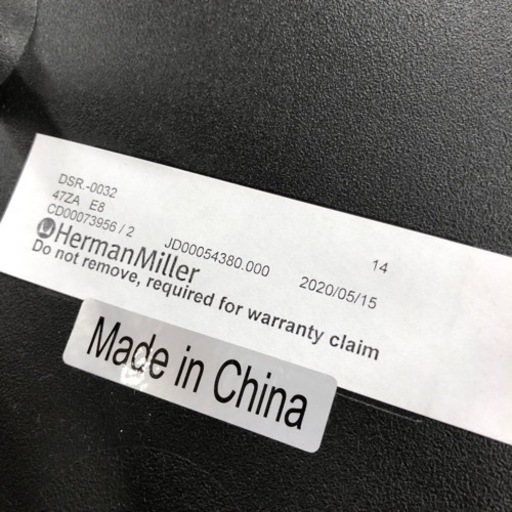 DSR.-0032
47ZA E8
CD00073956 / 2
JD00054380.000
14
HermanMiller
2020/05/15
Do not remove, required for warranty claim
Made in China